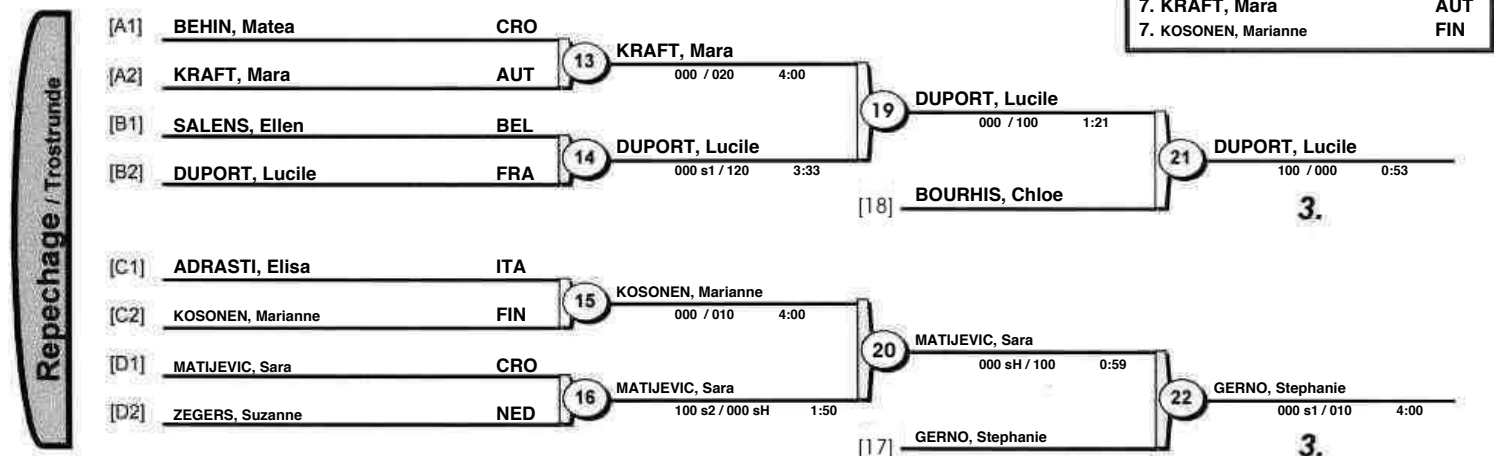 7. KRAFT, Mara AUT
7. KOSONEN, Marianne FIN
Repechage / Trostrunde
[A1] BEHIN, Matea CRO
13 KRAFT, Mara
000 / 020 4:00
[A2] KRAFT, Mara AUT
19 DUPORT, Lucile
000 / 100 1:21
[B1] SALENS, Ellen BEL
14 DUPORT, Lucile
000 s1 / 120 3:33
21 DUPORT, Lucile
100 / 000 0:53
[B2] DUPORT, Lucile FRA
[18] BOURHIS, Chloe
3.
[C1] ADRASTI, Elisa ITA
15 KOSONEN, Marianne
000 / 010 4:00
[C2] KOSONEN, Marianne FIN
20 MATIJEVIC, Sara
000 sH / 100 0:59
[D1] MATIJEVIC, Sara CRO
16 MATIJEVIC, Sara
100 s2 / 000 sH 1:50
22 GERNO, Stephanie
000 s1 / 010 4:00
[D2] ZEGERS, Suzanne NED
[17] GERNO, Stephanie
3.